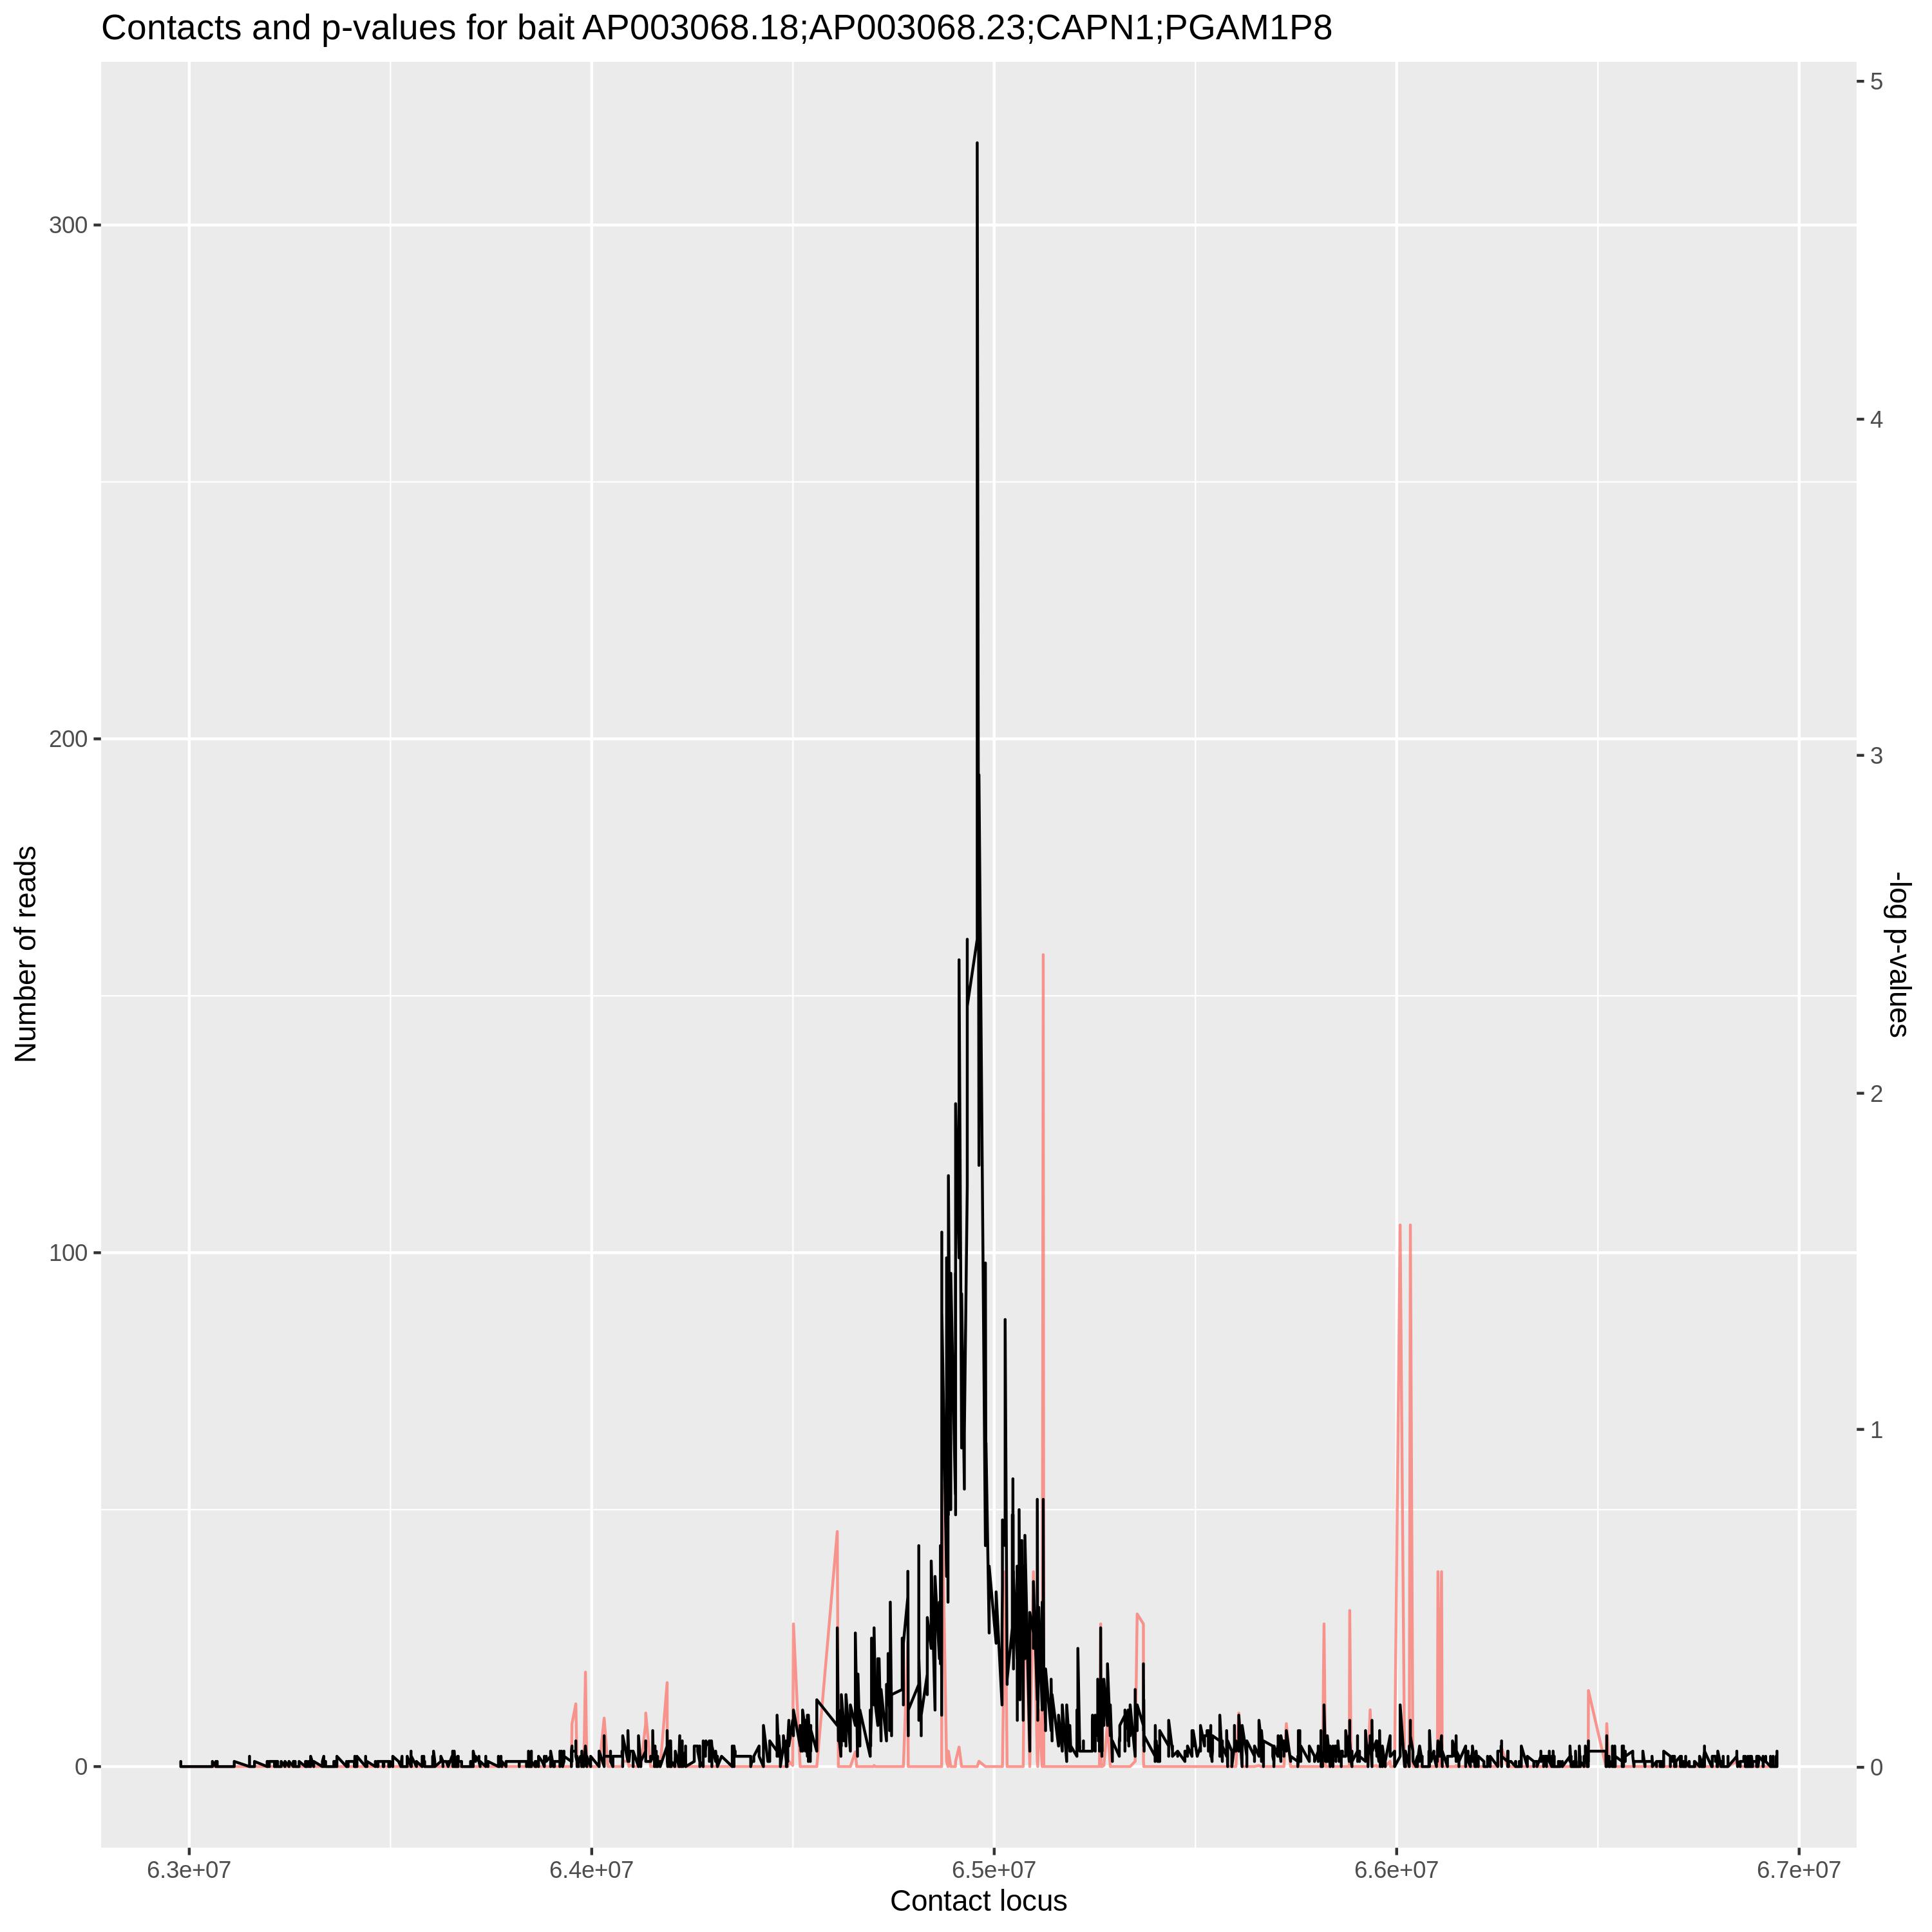 Contacts and p-values for bait AP003068.18;AP003068.23;CAPN1;PGAM1P8
Number of reads
300
200
100
0
5
4
3
2
1
0
-log p-values
6.3e+07 6.4e+07 6.5e+07 6.6e+07 6.7e+07
Contact locus